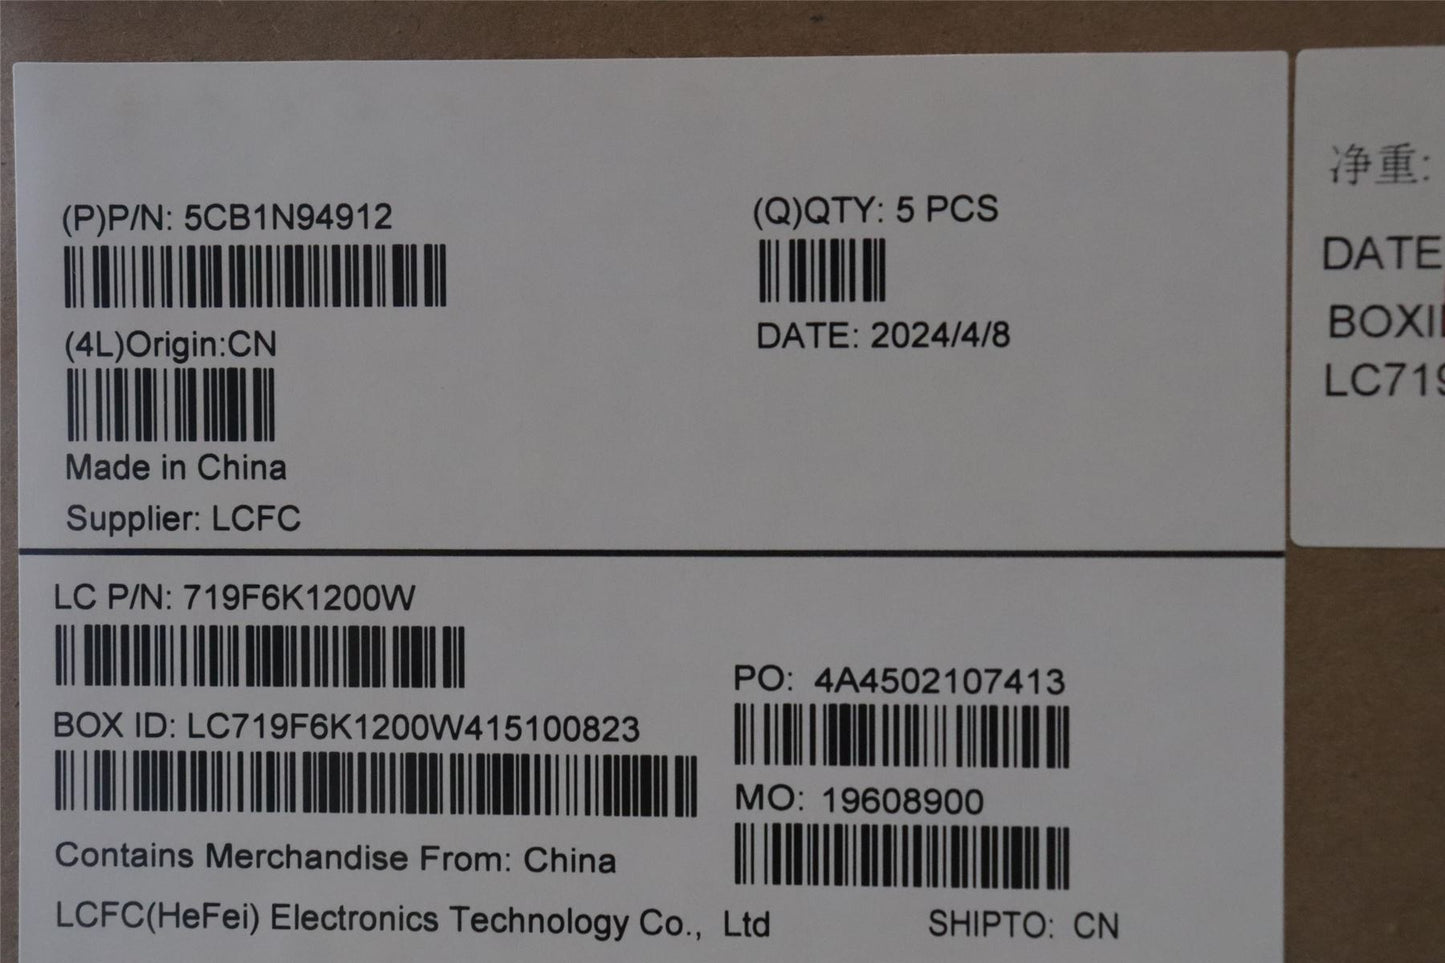 (P)P/N: 5CB1N94912
(Q)QTY: 5 PCS
(4L)Origin:CN
DATE: 2024/4/8
Made in China
Supplier: LCFC
LC P/N: 719F6K1200W
PO: 4A4502107413
BOX ID: LC719F6K1200W415100823
MO: 19608900
Contains Merchandise From: China
LCFC(HeFei) Electronics Technology Co., Ltd
SHIPTO: CN
净重:
DATE
BOXI
LC719